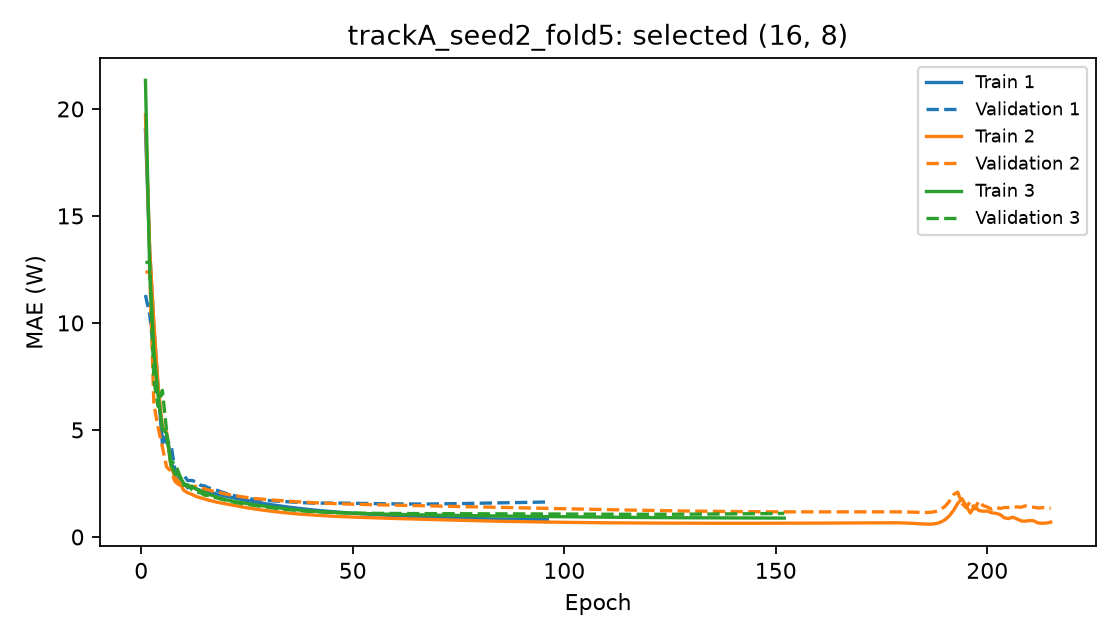 trackA_seed2_fold5: selected (16, 8)
Train 1
Validation 1
Train 2
Validation 2
Train 3
Validation 3
MAE (W)
20
15
10
5
0
0 50 100 150 200
Epoch